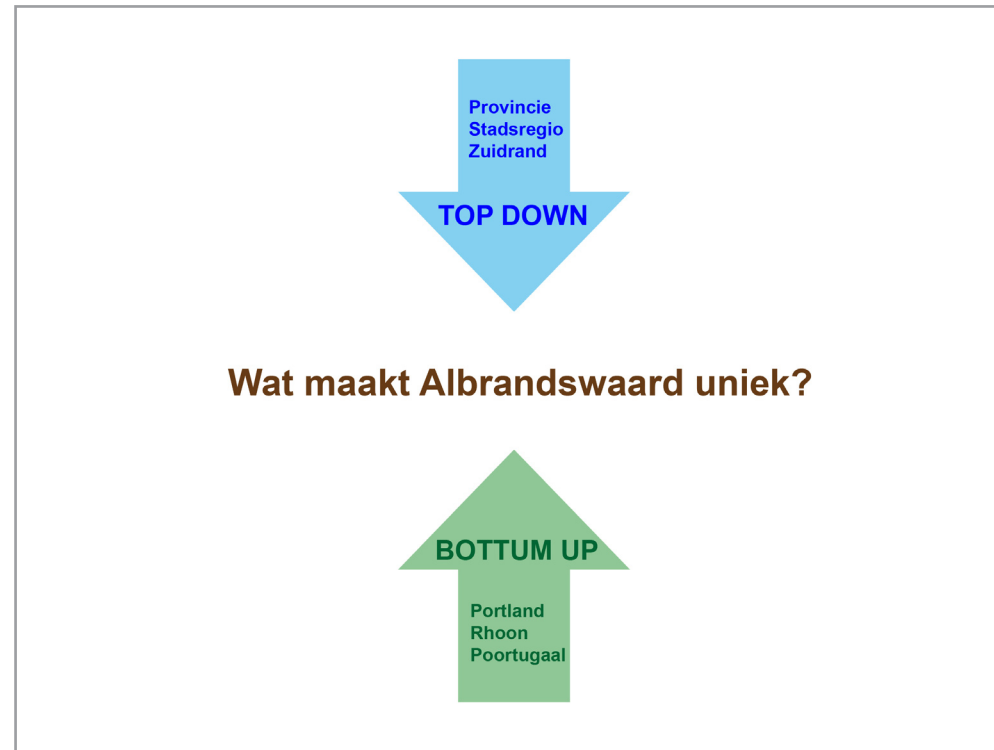 Provincie
Stadsregio
Zuidrand
TOP DOWN
Wat maakt Albrandswaard uniek?
BOTTUM UP
Portland
Rhoon
Poortugaal